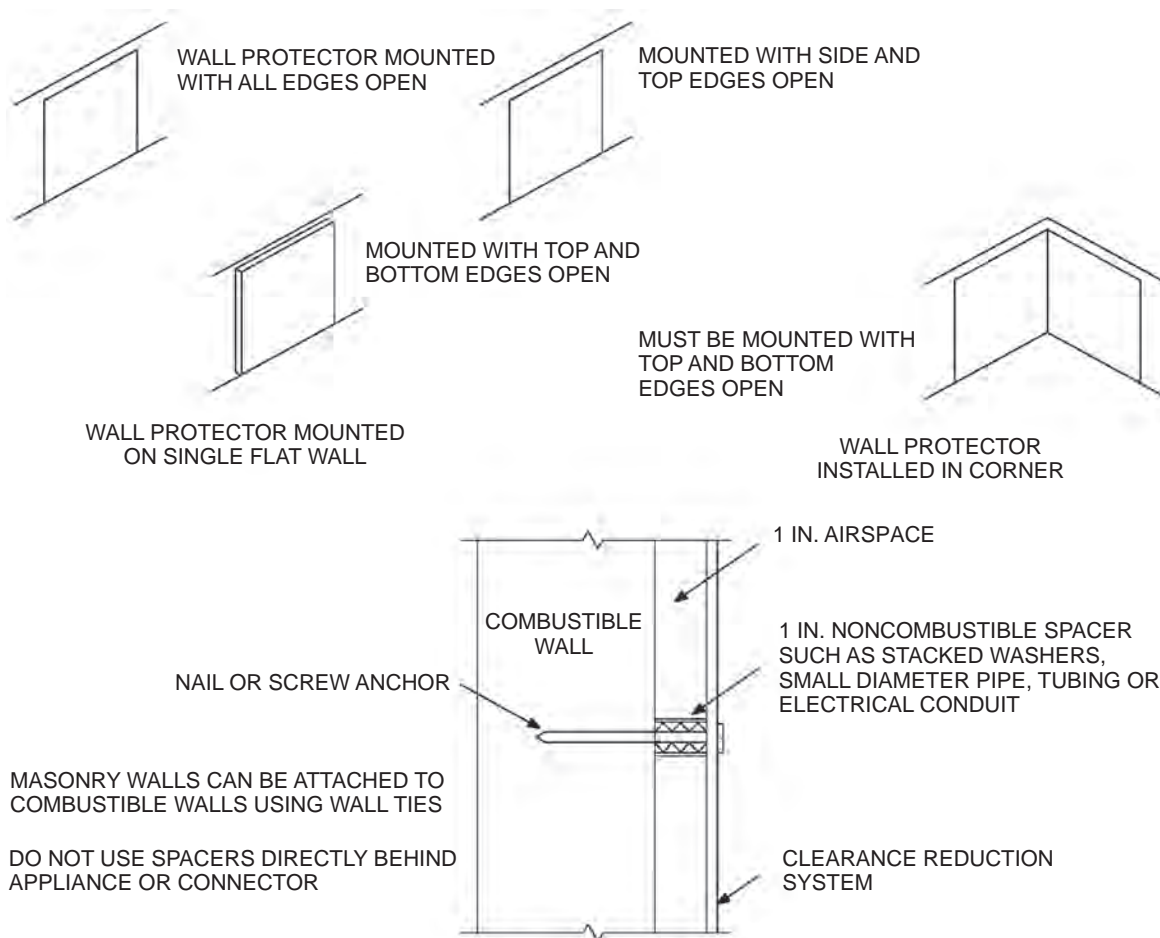 WALL PROTECTOR MOUNTED
WITH ALL EDGES OPEN
MOUNTED WITH SIDE AND
TOP EDGES OPEN
MOUNTED WITH TOP AND
BOTTOM EDGES OPEN
MUST BE MOUNTED WITH
TOP AND BOTTOM
EDGES OPEN
WALL PROTECTOR MOUNTED
ON SINGLE FLAT WALL
WALL PROTECTOR
INSTALLED IN CORNER
1 IN. AIRSPACE
COMBUSTIBLE
WALL
1 IN. NONCOMBUSTIBLE SPACER
SUCH AS STACKED WASHERS,
SMALL DIAMETER PIPE, TUBING OR
ELECTRICAL CONDUIT
NAIL OR SCREW ANCHOR
MASONRY WALLS CAN BE ATTACHED TO
COMBUSTIBLE WALLS USING WALL TIES
DO NOT USE SPACERS DIRECTLY BEHIND
APPLIANCE OR CONNECTOR
CLEARANCE REDUCTION
SYSTEM